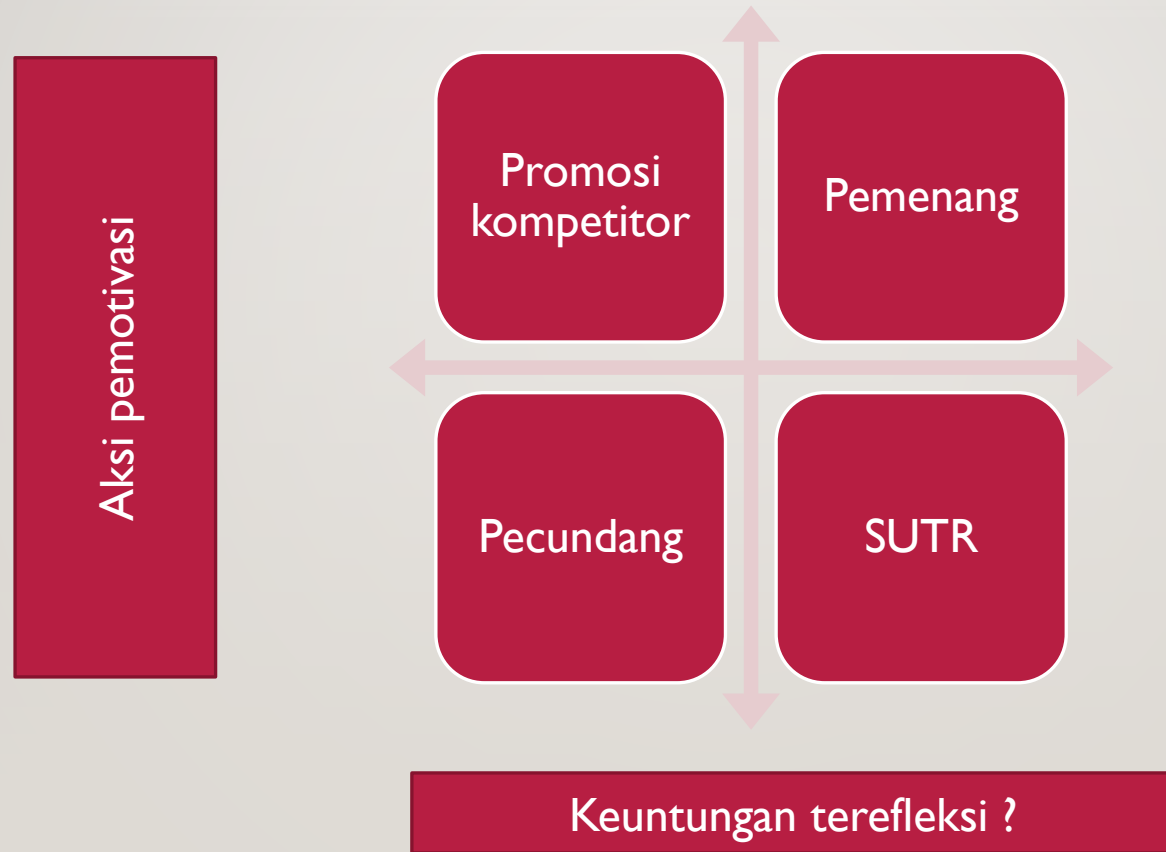 Aksi pemotivasi
Promosi
kompetitor
Pemenang
Pecundang
SUTR
Keuntungan terefleksi ?